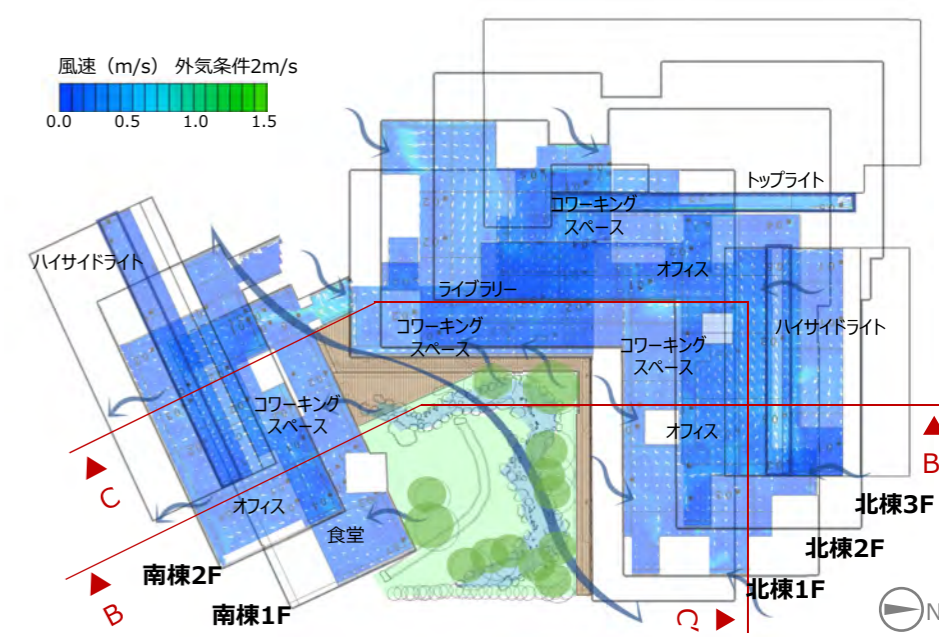 風速（m/s） 外気条件2m/s
0.0 0.5 1.0 1.5
トップライト
コワーキング
スペース
ハイサイドライト
オフィス
ライブラリー
コワーキング
スペース
コワーキング
スペース
ハイサイドライト
コワーキング
スペース
オフィス
B
C
オフィス
食堂
北棟3F
北棟2F
南棟2F
北棟1F
B
南棟1F
C'
N